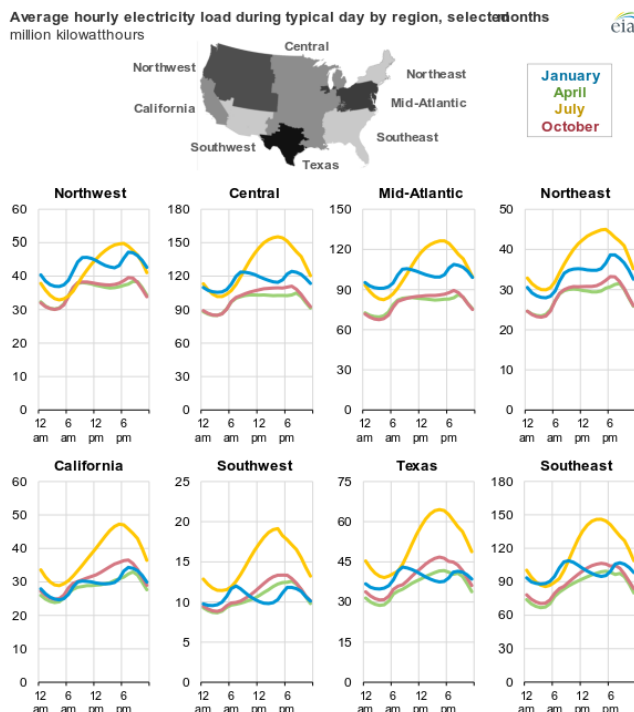 Average hourly electricity load during typical day by region, selected months
million kilowatthours
eia
Central
Northwest
Northeast
California
Mid-Atlantic
Southwest
Southeast
Texas
January
April
July
October
Northwest Central Mid-Atlantic Northeast
60 180 150 50
50 150 120 40
40 120 90 30
30 90 60 20
20 60 30 10
10 30 0 0
0 0
12 am 6 am 12 pm 6 pm 12 am 6 am 12 pm 6 pm 12 am 6 am 12 pm 6 pm 12 am 6 am 12 pm 6 pm
California Southwest Texas Southeast
60 25 75 180
50 20 60 150
40 15 45 120
30 10 30 90
20 5 15 60
10 0 0 30
0 0
12 am 6 am 12 pm 6 pm 12 am 6 am 12 pm 6 pm 12 am 6 am 12 pm 6 pm 12 am 6 am 12 pm 6 pm